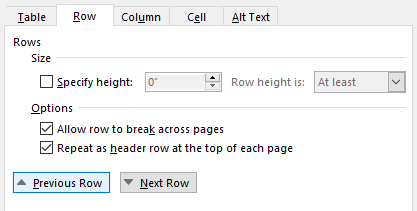 Table Row Column Cell Alt Text
Rows
Size
Specify height: 0" Row height is: At least
Options
Allow row to break across pages
Repeat as header row at the top of each page
Previous Row Next Row